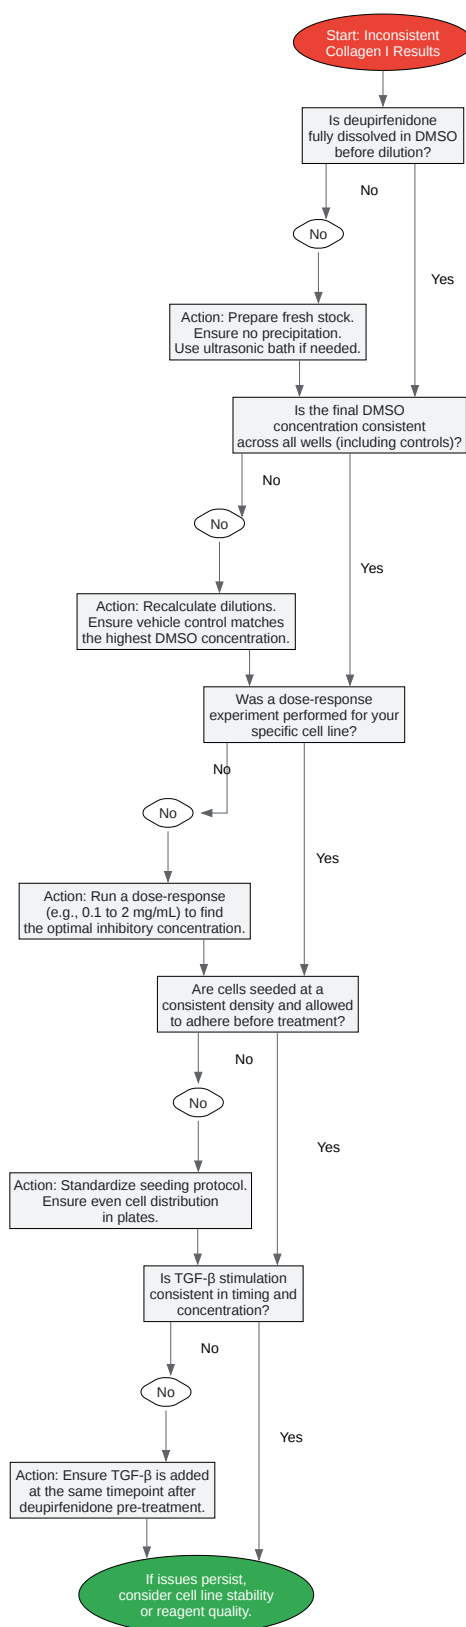 Start: Inconsistent
Collagen I Results
Is deupirfenidone
fully dissolved in DMSO
before dilution?
No
No
Yes
Action: Prepare fresh stock.
Ensure no precipitation.
Use ultrasonic bath if needed.
Is the final DMSO
concentration consistent
across all wells (including controls)?
No
No
Yes
Action: Recalculate dilutions.
Ensure vehicle control matches
the highest DMSO concentration.
Was a dose-response
experiment performed for your
specific cell line?
No
No
Yes
Action: Run a dose-response
(e.g., 0.1 to 2 mg/mL) to find
the optimal inhibitory concentration.
Are cells seeded at a
consistent density and allowed
to adhere before treatment?
No
No
Yes
Action: Standardize seeding protocol.
Ensure even cell distribution
in plates.
Is TGF-β stimulation
consistent in timing and
concentration?
No
No
Yes
Action: Ensure TGF-β is added
at the same timepoint after
deupirfenidone pre-treatment.
If issues persist,
consider cell line stability
or reagent quality.